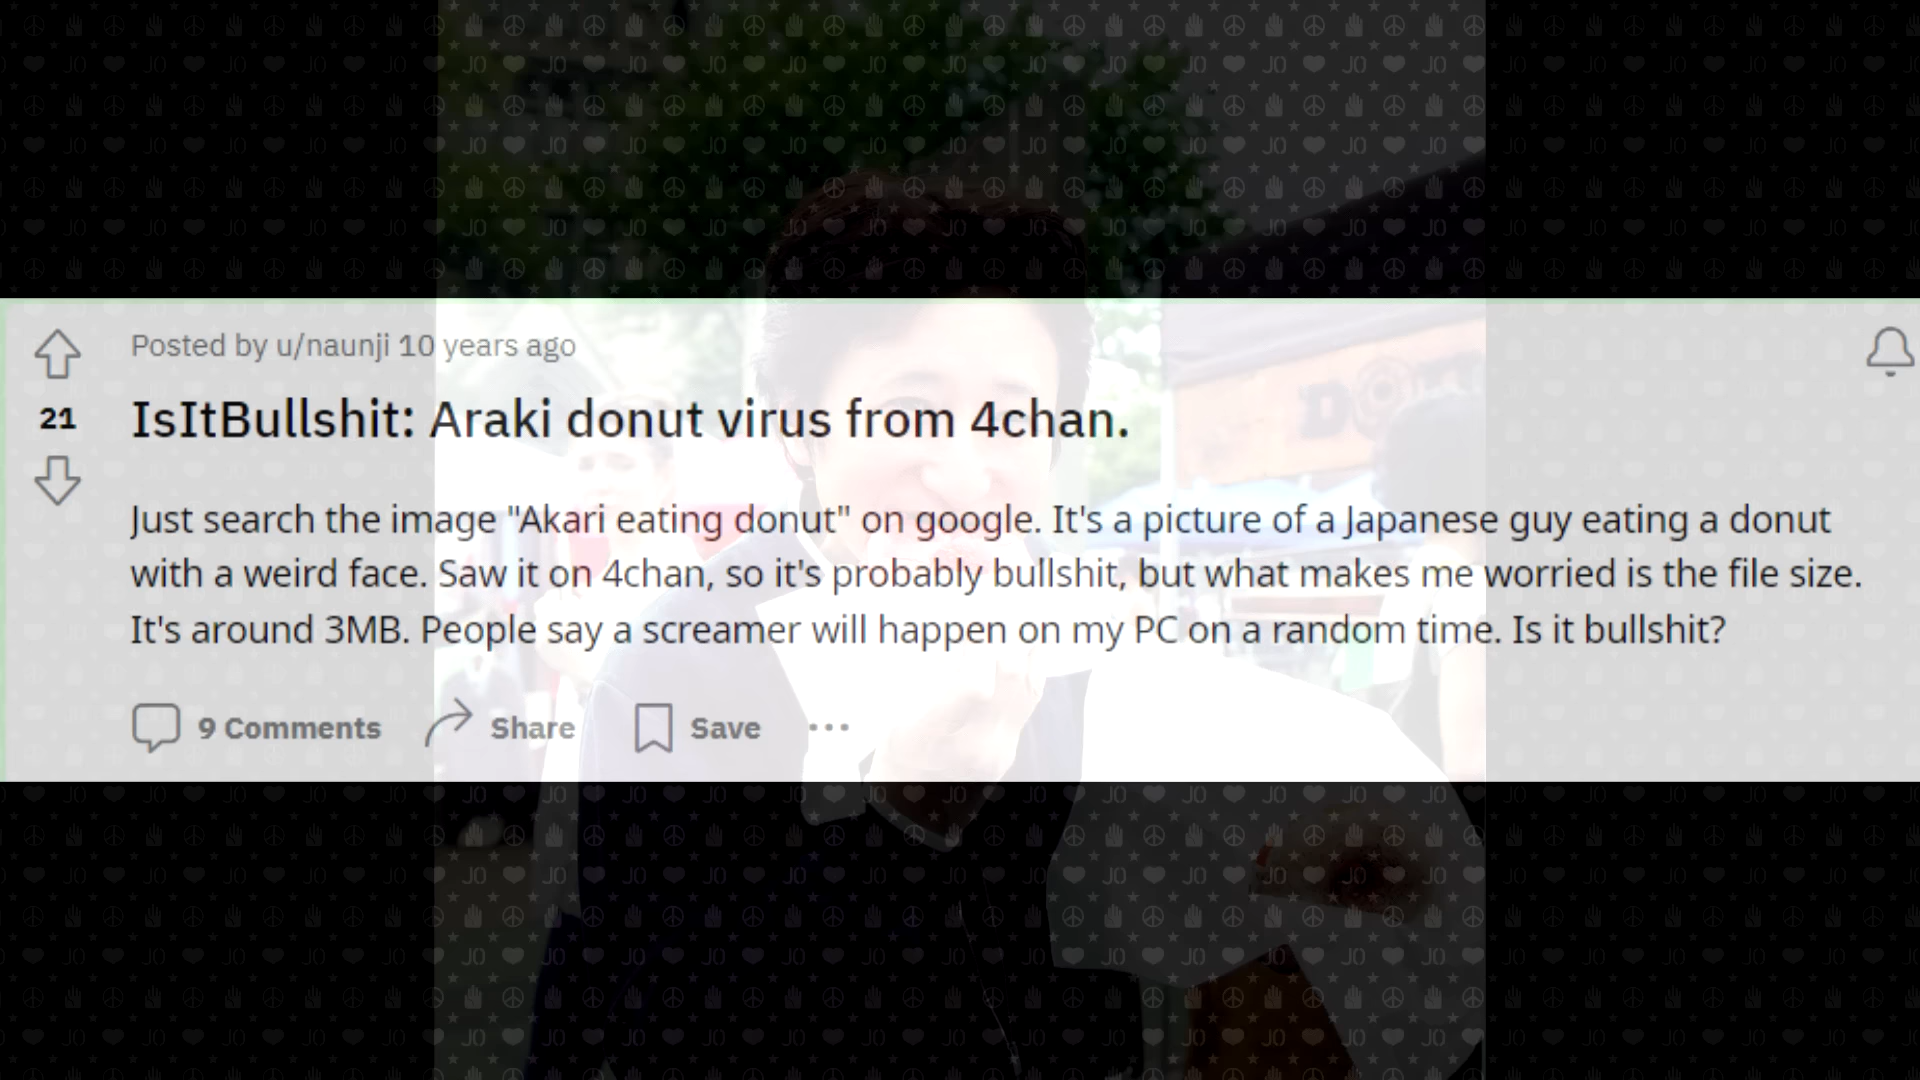 Posted by u/naunji 10 years ago
21
IsItBullshit: Araki donut virus from 4chan.
Just search the image "Akari eating donut" on google. It's a picture of a Japanese guy eating a donut
with a weird face. Saw it on 4chan, so it's probably bullshit, but what makes me worried is the file size.
It's around 3MB. People say a screamer will happen on my PC on a random time. Is it bullshit?
9 Comments
Share
Save